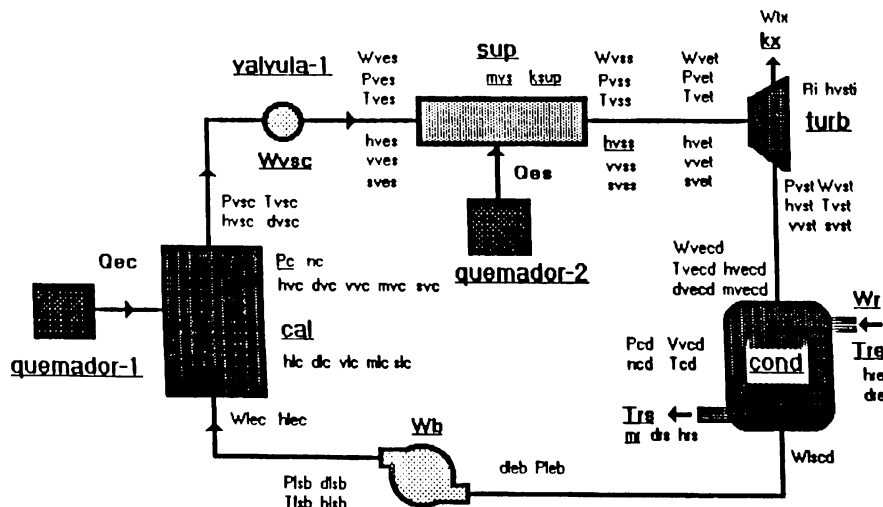 Wtx
kx
Ri hvsti
turb
sup
mvs ksup
valvula-1
Wves
Pves
Tves
Wvss
Pvss
Tvss
Wvet
Pvet
Tvet
Wvsc
hves
vves
sves
Qes
hvss
vvss
svss
hvet
vvet
svet
Pvst Wvst
hvst Tvst
vvst svst
Pvsc Tvsc
hvsc dvsc
quemador-2
Wvecd
Tvecd hvecd
dvecd mvecd
Qec
Pc nc
hvc dvc vvc mvc svc
cal
hlc dlc vlc mlc slc
quemador-1
Pcd Vvcd
ncd Tcd
cond
Wr
Tre
hre
dre
Trs
mr drs hrs
Wlec hlec
Wb
dleb Pleb
Wlscd
Plsb dlsb
Tlsb hlsb